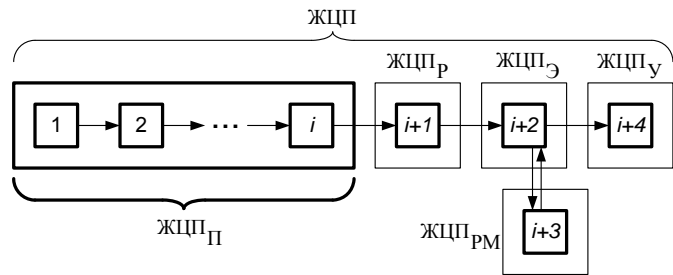 ЖЦП
ЖЦП_Р ЖЦП_Э ЖЦП_У
1 2 ... i i+1 i+2 i+4
ЖЦП_П
ЖЦП_РМ i+3